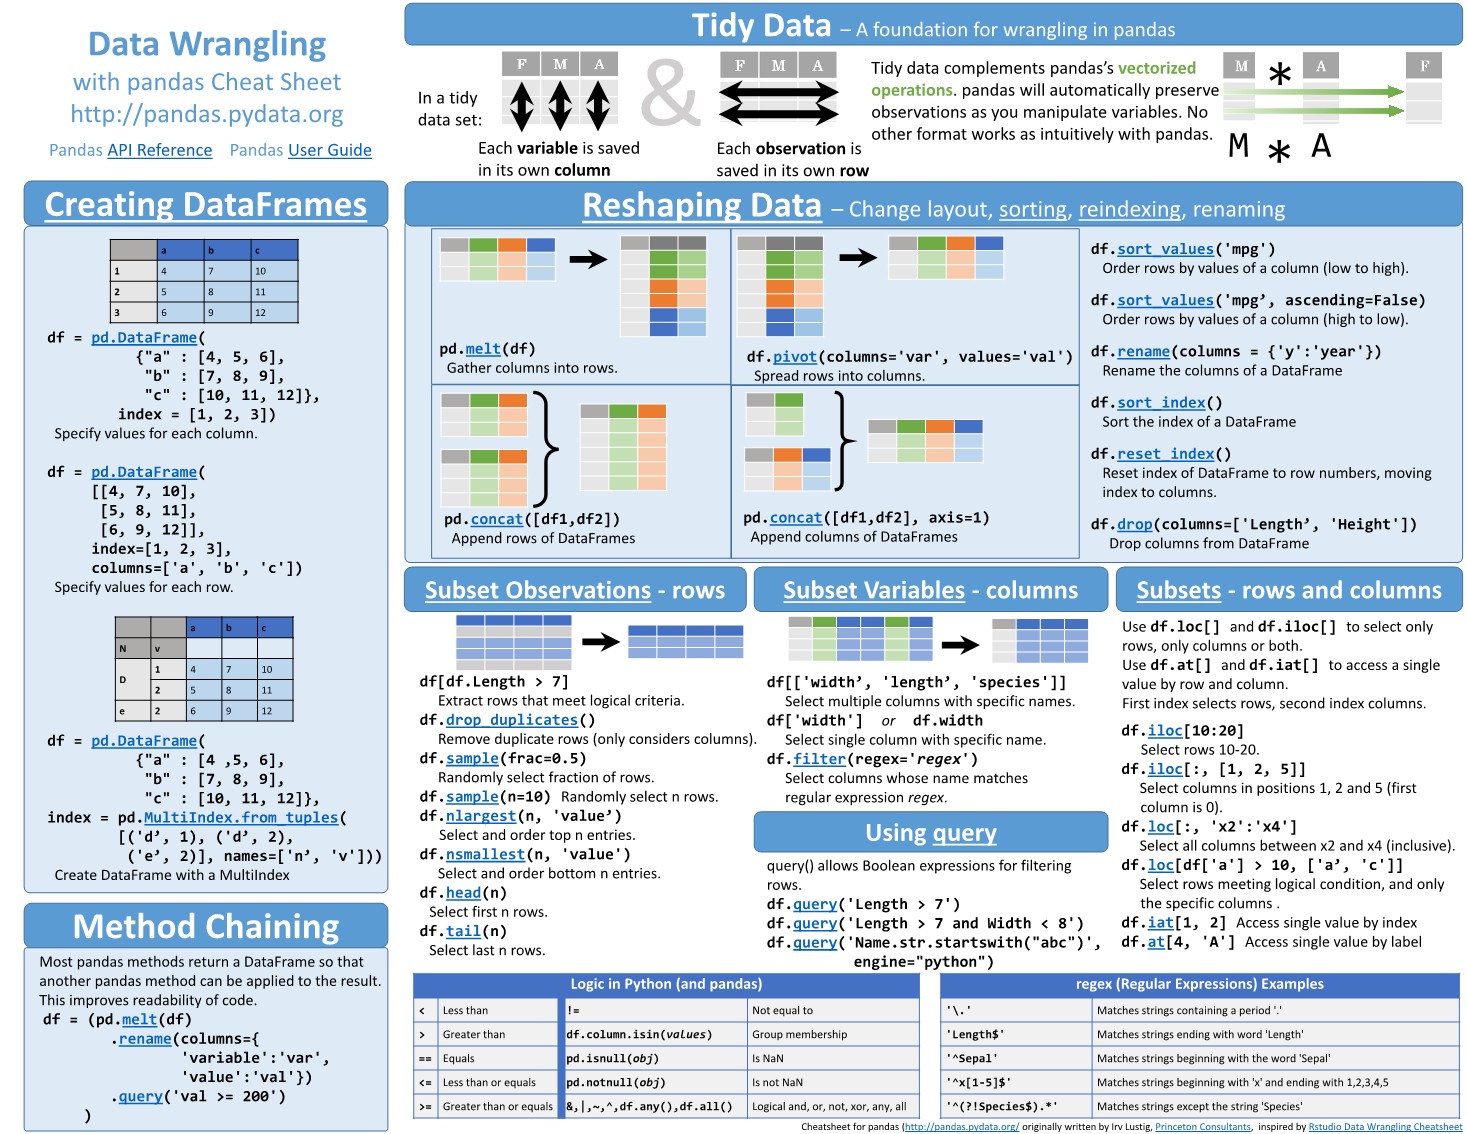 Data Wrangling
with pandas Cheat Sheet
http://pandas.pydata.org
Pandas API Reference Pandas User Guide
Creating DataFrames
a b c
1 4 7 10
2 5 8 11
3 6 9 12
df = pd.DataFrame(
{"a" : [4, 5, 6],
"b" : [7, 8, 9],
"c" : [10, 11, 12]},
index = [1, 2, 3])
Specify values for each column.
df = pd.DataFrame(
[[4, 7, 10],
[5, 8, 11],
[6, 9, 12]],
index=[1, 2, 3],
columns=['a', 'b', 'c'])
Specify values for each row.
a b c
N v
D 1 4 7 10
2 5 8 11
e 2 6 9 12
df = pd.DataFrame(
{"a" : [4 ,5, 6],
"b" : [7, 8, 9],
"c" : [10, 11, 12]},
index = pd.MultiIndex.from_tuples(
[('d’, 1), (‘d’, 2),
(‘e’, 2)], names=['n’, 'v']))
Create DataFrame with a MultiIndex
Method Chaining
Most pandas methods return a DataFrame so that
another pandas method can be applied to the result.
This improves readability of code.
df = (pd.melt(df)
.rename(columns={
'variable':'var',
'value':'val'})
.query('val >= 200')
)
Tidy Data – A foundation for wrangling in pandas
In a tidy
data set:
F M A
Each variable is saved
in its own column
&
F M A
Each observation is
saved in its own row
Tidy data complements pandas’s vectorized
operations. pandas will automatically preserve
observations as you manipulate variables. No
other format works as intuitively with pandas.
M * A F
M * A
Reshaping Data – Change layout, sorting, reindexing, renaming
pd.melt(df)
Gather columns into rows.
df.pivot(columns='var', values='val')
Spread rows into columns.
pd.concat([df1,df2])
Append rows of DataFrames
pd.concat([df1,df2], axis=1)
Append columns of DataFrames
df.sort_values('mpg')
Order rows by values of a column (low to high).
df.sort_values('mpg’, ascending=False)
Order rows by values of a column (high to low).
df.rename(columns = {'y':'year'})
Rename the columns of a DataFrame
df.sort_index()
Sort the index of a DataFrame
df.reset_index()
Reset index of DataFrame to row numbers, moving
index to columns.
df.drop(columns=['Length’, 'Height'])
Drop columns from DataFrame
Subset Observations - rows
df[df.Length > 7]
Extract rows that meet logical criteria.
df.drop_duplicates()
Remove duplicate rows (only considers columns).
df.sample(frac=0.5)
Randomly select fraction of rows.
df.sample(n=10) Randomly select n rows.
df.nlargest(n, 'value’)
Select and order top n entries.
df.nsmallest(n, 'value')
Select and order bottom n entries.
df.head(n)
Select first n rows.
df.tail(n)
Select last n rows.
Subset Variables - columns
df[['width’, 'length’, 'species']]
Select multiple columns with specific names.
df['width'] or df.width
Select single column with specific name.
df.filter(regex='regex')
Select columns whose name matches
regular expression regex.
Using query
query() allows Boolean expressions for filtering
rows.
df.query('Length > 7')
df.query('Length > 7 and Width < 8')
df.query('Name.str.startswith("abc")',
engine="python")
Subsets - rows and columns
Use df.loc[] and df.iloc[] to select only
rows, only columns or both.
Use df.at[] and df.iat[] to access a single
value by row and column.
First index selects rows, second index columns.
df.iloc[10:20]
Select rows 10-20.
df.iloc[:, [1, 2, 5]]
Select columns in positions 1, 2 and 5 (first
column is 0).
df.loc[:, 'x2':'x4']
Select all columns between x2 and x4 (inclusive).
df.loc[df['a'] > 10, ['a’, 'c']]
Select rows meeting logical condition, and only
the specific columns .
df.iat[1, 2] Access single value by index
df.at[4, 'A'] Access single value by label
Logic in Python (and pandas)
< Less than != Not equal to
> Greater than df.column.isin(values) Group membership
== Equals pd.isnull(obj) Is NaN
<= Less than or equals pd.notnull(obj) Is not NaN
>= Greater than or equals &,|,~,^,df.any(),df.all() Logical and, or, not, xor, any, all
regex (Regular Expressions) Examples
'\.' Matches strings containing a period '.'
'Length$' Matches strings ending with word 'Length'
'^Sepal' Matches strings beginning with the word 'Sepal'
'^x[1-5]$' Matches strings beginning with 'x' and ending with 1,2,3,4,5
'^(?!Species$).*' Matches strings except the string 'Species'
Cheatsheet for pandas (http://pandas.pydata.org/ originally written by Irv Lustig, Princeton Consultants, inspired by Rstudio Data Wrangling Cheatsheet